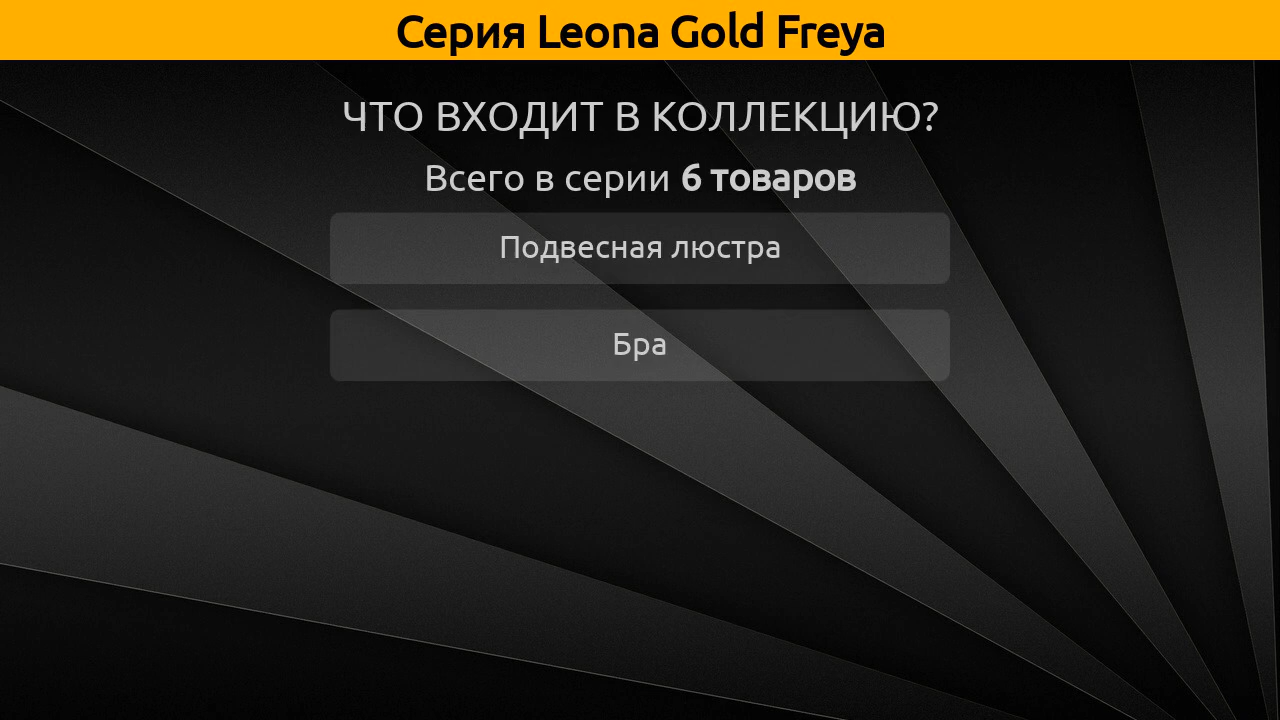 Серия Leona Gold Freya
ЧТО ВХОДИТ В КОЛЛЕКЦИЮ?
Всего в серии 6 товаров
Подвесная люстра
Бра